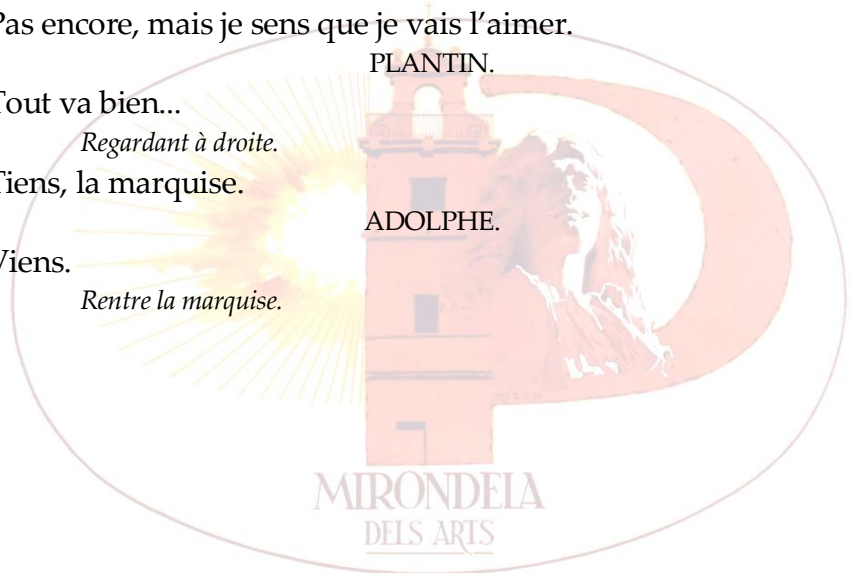 Pas encore, mais je sens que je vais l’aimer.
PLANTIN.
Tout va bien...
Regardant à droite.
Tiens, la marquise.
ADOLPHE.
Viens.
Rentre la marquise.
MIRONDELA
DELS ARTS